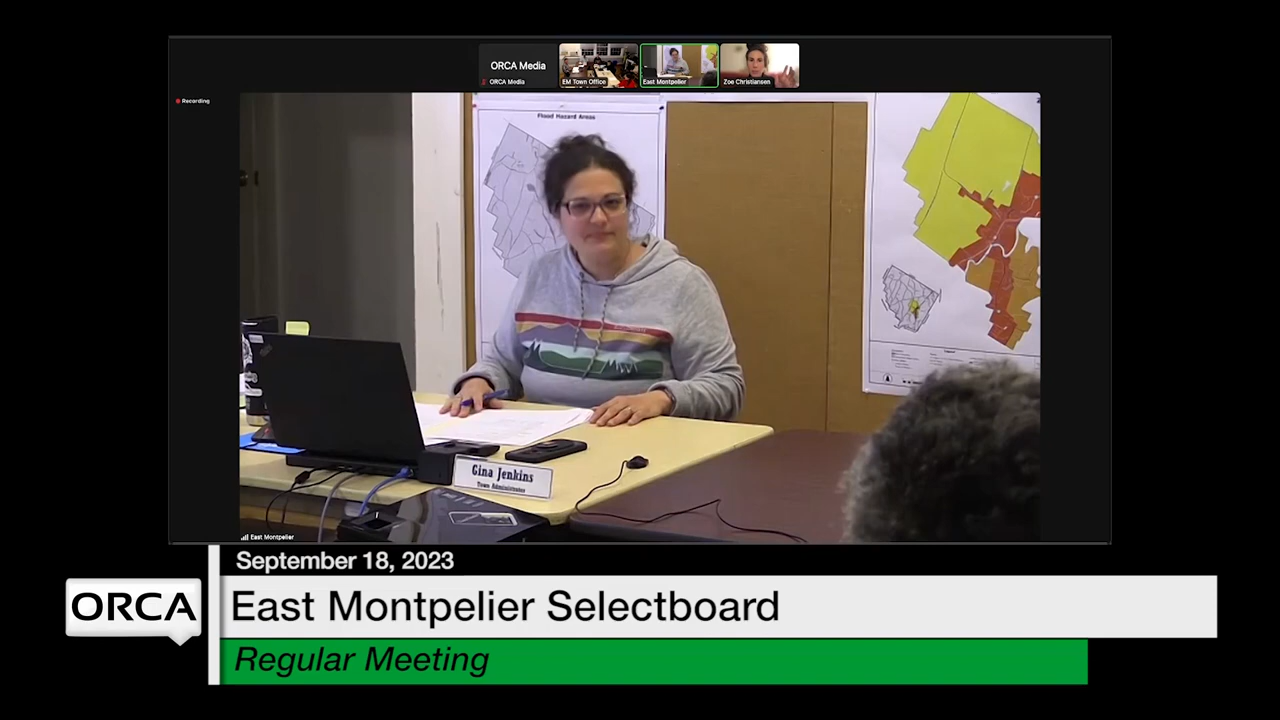 ORCA Media
ORCA Media
EM Town Office
East Montpelier
Zoe Christiansen
Recording
Flood Hazard Areas
Gina Jenkins
Town Administrator
East Montpelier
September 18, 2023
ORCA
East Montpelier Selectboard
Regular Meeting